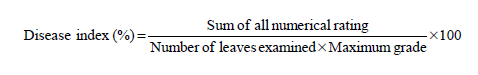 Sum of all numerical rating
Disease index (%)= ×100
Number of leaves examined×Maximum grade